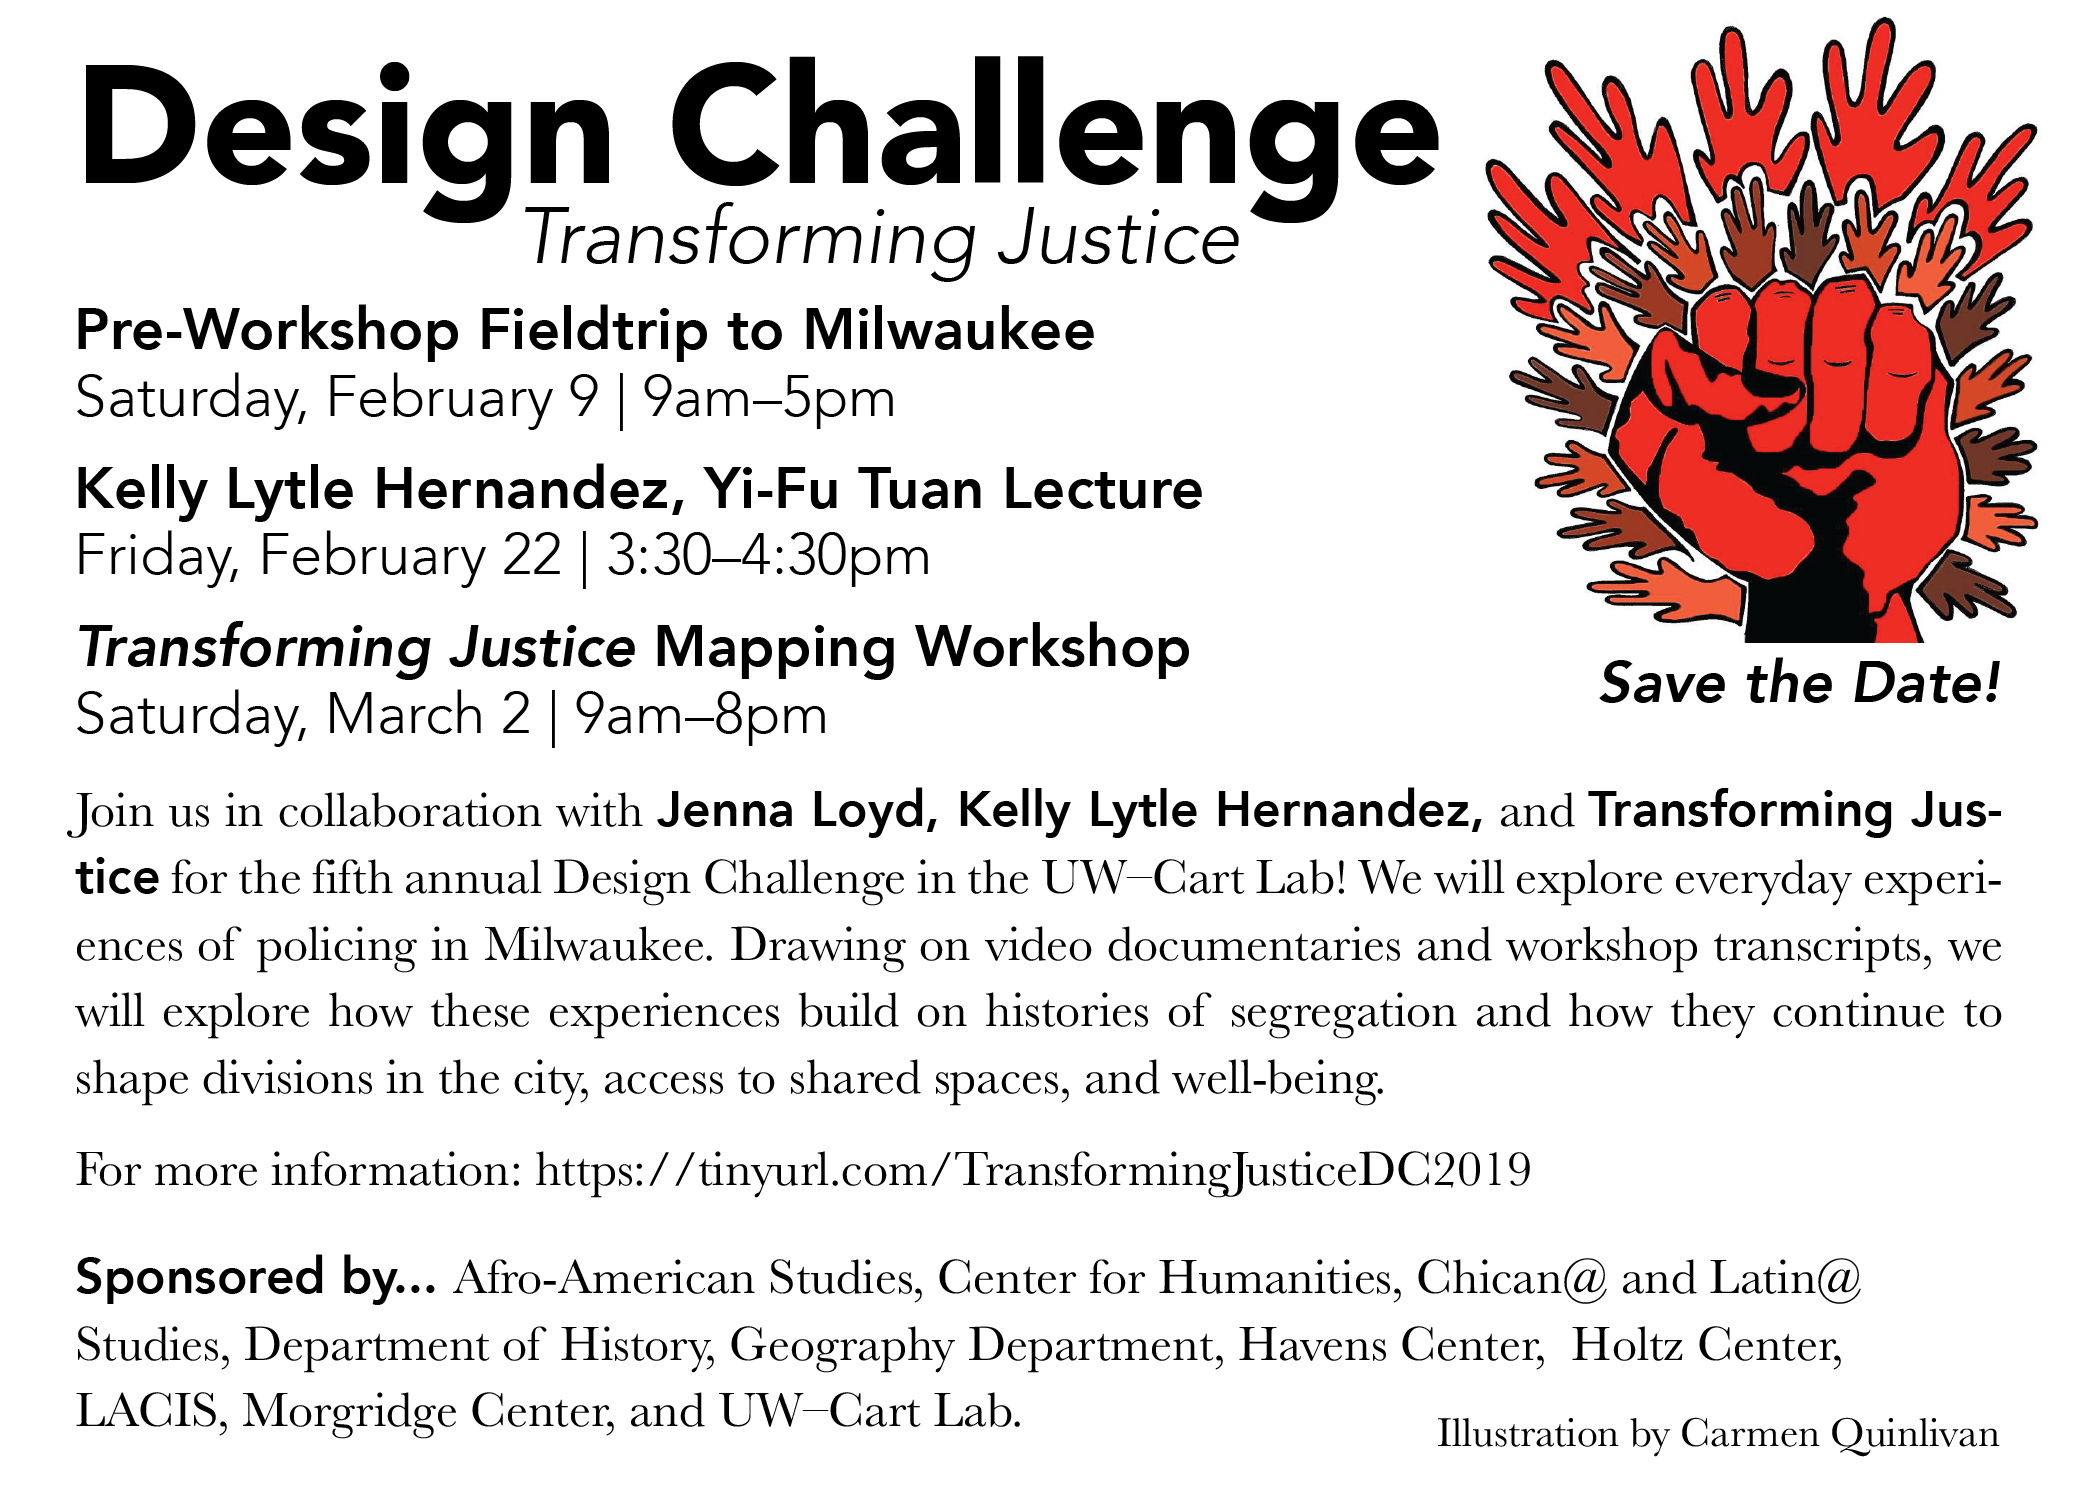 Design Challenge
Transforming Justice
Pre-Workshop Fieldtrip to Milwaukee
Saturday, February 9 | 9am–5pm
Kelly Lytle Hernandez, Yi-Fu Tuan Lecture
Friday, February 22 | 3:30–4:30pm
Transforming Justice Mapping Workshop
Saturday, March 2 | 9am–8pm
Save the Date!
Join us in collaboration with Jenna Loyd, Kelly Lytle Hernandez, and Transforming Jus-
tice for the fifth annual Design Challenge in the UW–Cart Lab! We will explore everyday experi-
ences of policing in Milwaukee. Drawing on video documentaries and workshop transcripts, we
will explore how these experiences build on histories of segregation and how they continue to
shape divisions in the city, access to shared spaces, and well-being.
For more information: https://tinyurl.com/TransformingJusticeDC2019
Sponsored by... Afro-American Studies, Center for Humanities, Chican@ and Latin@
Studies, Department of History, Geography Department, Havens Center, Holtz Center,
LACIS, Morgridge Center, and UW–Cart Lab.
Illustration by Carmen Quinlivan